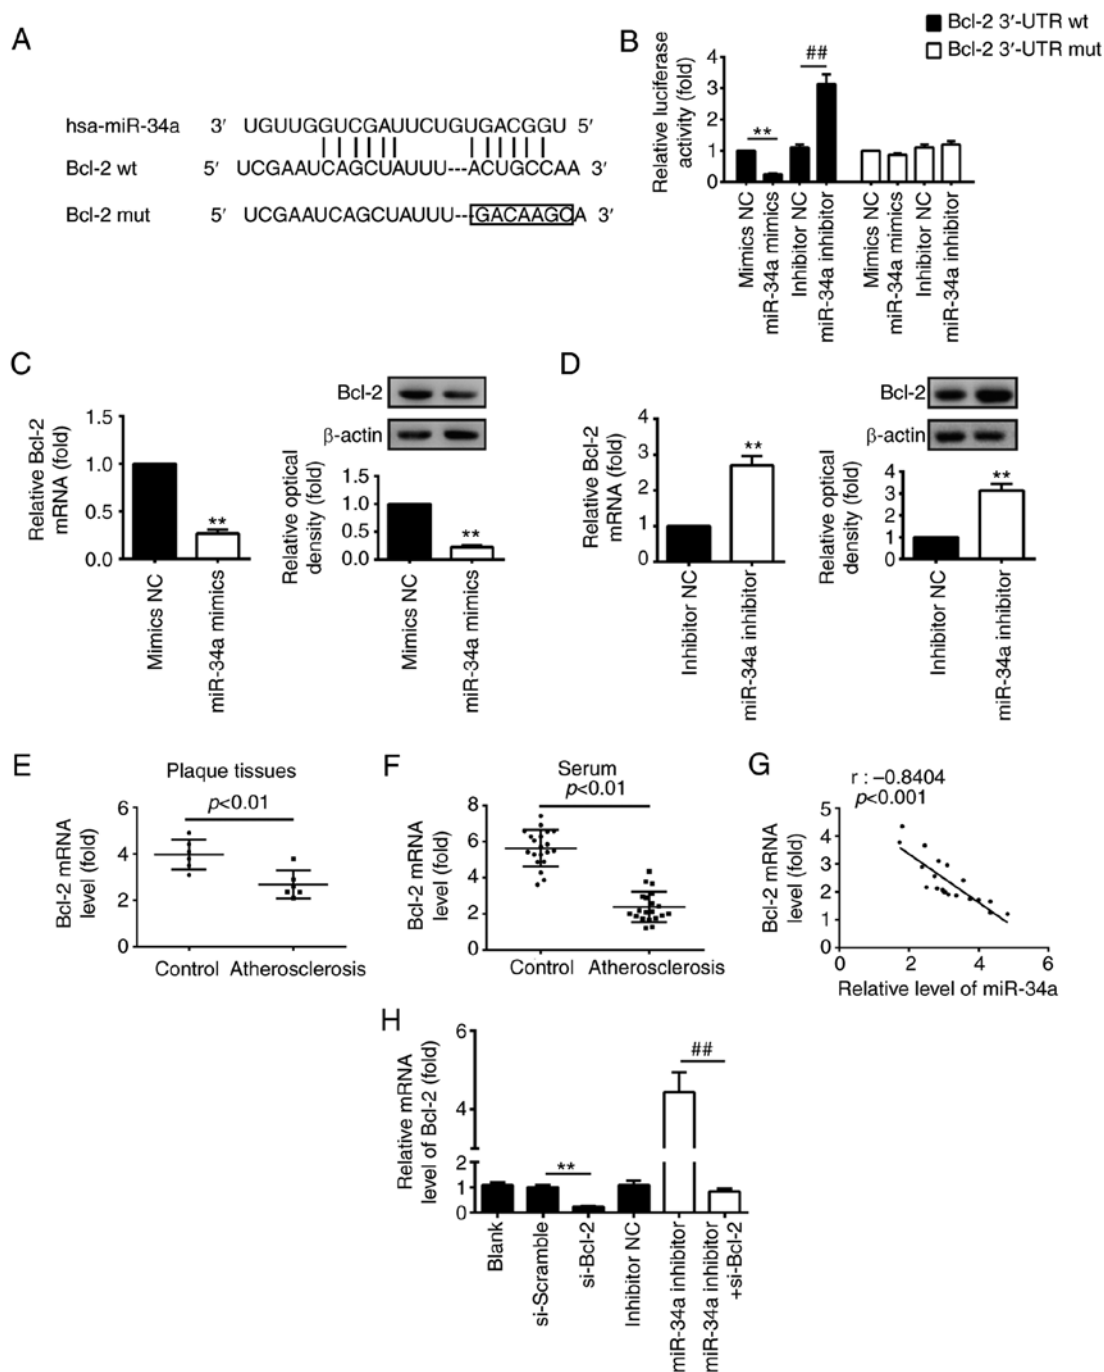 A
hsa-miR-34a 3′ UGUUGGUCGAUUCUGUGACGGU 5′
Bcl-2 wt 5′ UCGAAUCAGCUAUUU---ACUGCCAA 3′
Bcl-2 mut 5′ UCGAAUCAGCUAUUU---GACAAGCA 3′
B
Bcl-2 3′-UTR wt
Bcl-2 3′-UTR mut
Relative luciferase
activity (fold)
4
3
2
1
0
**
##
Mimics NC
miR-34a mimics
Inhibitor NC
miR-34a inhibitor
Mimics NC
miR-34a mimics
Inhibitor NC
miR-34a inhibitor
C
Relative Bcl-2
mRNA (fold)
1.5
1.0
0.5
0.0
**
Mimics NC
miR-34a mimics
Bcl-2
β-actin
Relative optical
density (fold)
1.5
1.0
0.5
0.0
**
Mimics NC
miR-34a mimics
D
Relative Bcl-2
mRNA (fold)
4
3
2
1
0
**
Inhibitor NC
miR-34a inhibitor
Bcl-2
β-actin
Relative optical
density (fold)
4
3
2
1
0
**
Inhibitor NC
miR-34a inhibitor
E
Plaque tissues
p<0.01
Bcl-2 mRNA
level (fold)
6
4
2
0
Control Atherosclerosis
F
Serum
p<0.01
Bcl-2 mRNA
level (fold)
8
6
4
2
0
Control Atherosclerosis
G
r : −0.8404
p<0.001
Bcl-2 mRNA
level (fold)
5
4
3
2
1
0
0 2 4 6
Relative level of miR-34a
H
Relative mRNA
level of Bcl-2 (fold)
6
4
2
1
0
**
##
Blank
si-Scramble
si-Bcl-2
Inhibitor NC
miR-34a inhibitor
miR-34a inhibitor
+si-Bcl-2